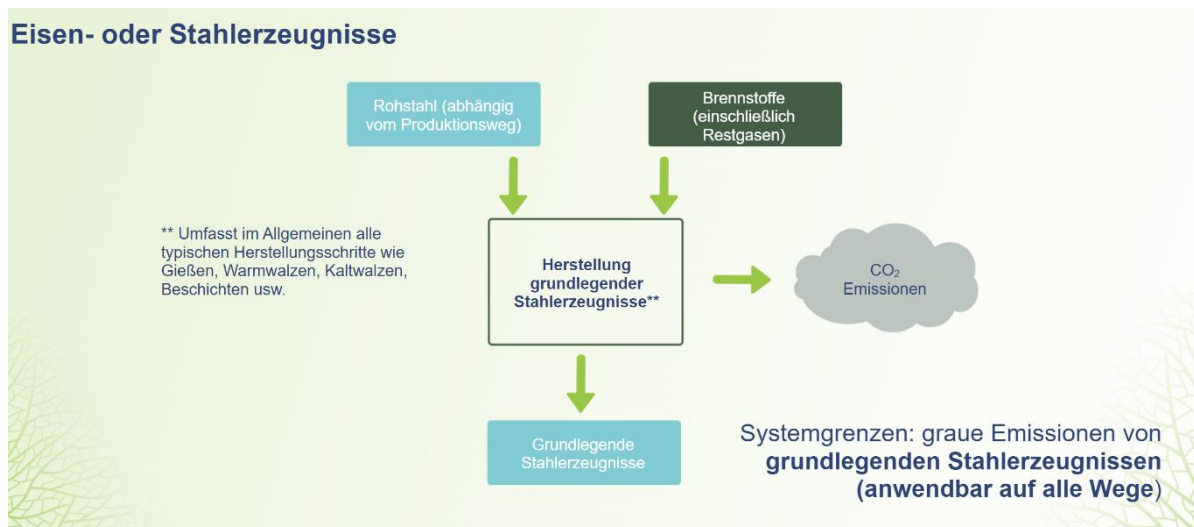 Eisen- oder Stahlerzeugnisse
Rohstahl (abhängig
vom Produktionsweg)
Brennstoffe
(einschließlich
Restgasen)
** Umfasst im Allgemeinen alle
typischen Herstellungsschritte wie
Gießen, Warmwalzen, Kaltwalzen,
Beschichten usw.
Herstellung
grundlegender
Stahlerzeugnisse**
CO₂
Emissionen
Grundlegende
Stahlerzeugnisse
Systemgrenzen: graue Emissionen von
grundlegenden Stahlerzeugnissen
(anwendbar auf alle Wege)